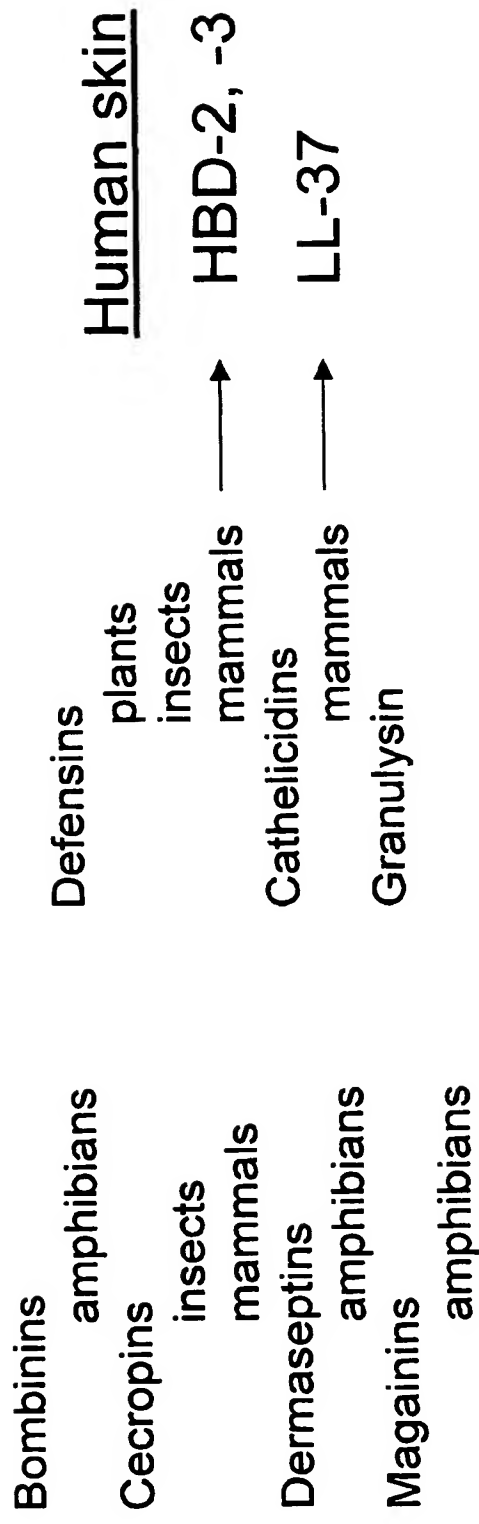 Bombinins
amphibians
Cecropins
insects
mammals
Dermaseptins
amphibians
Magainins
amphibians
Defensins
plants
insects
mammals
Cathelicidins
mammals
Granulysin
Human skin
HBD-2, -3
LL-37